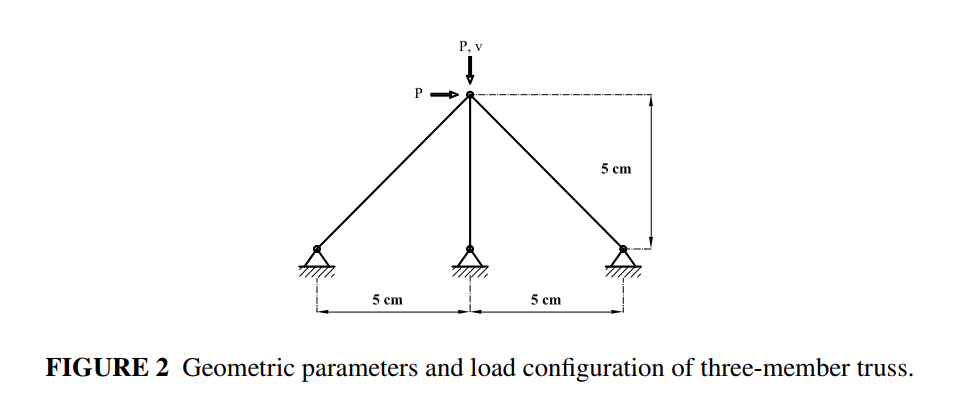 P, v
P
5 cm
5 cm
5 cm
FIGURE 2 Geometric parameters and load configuration of three-member truss.